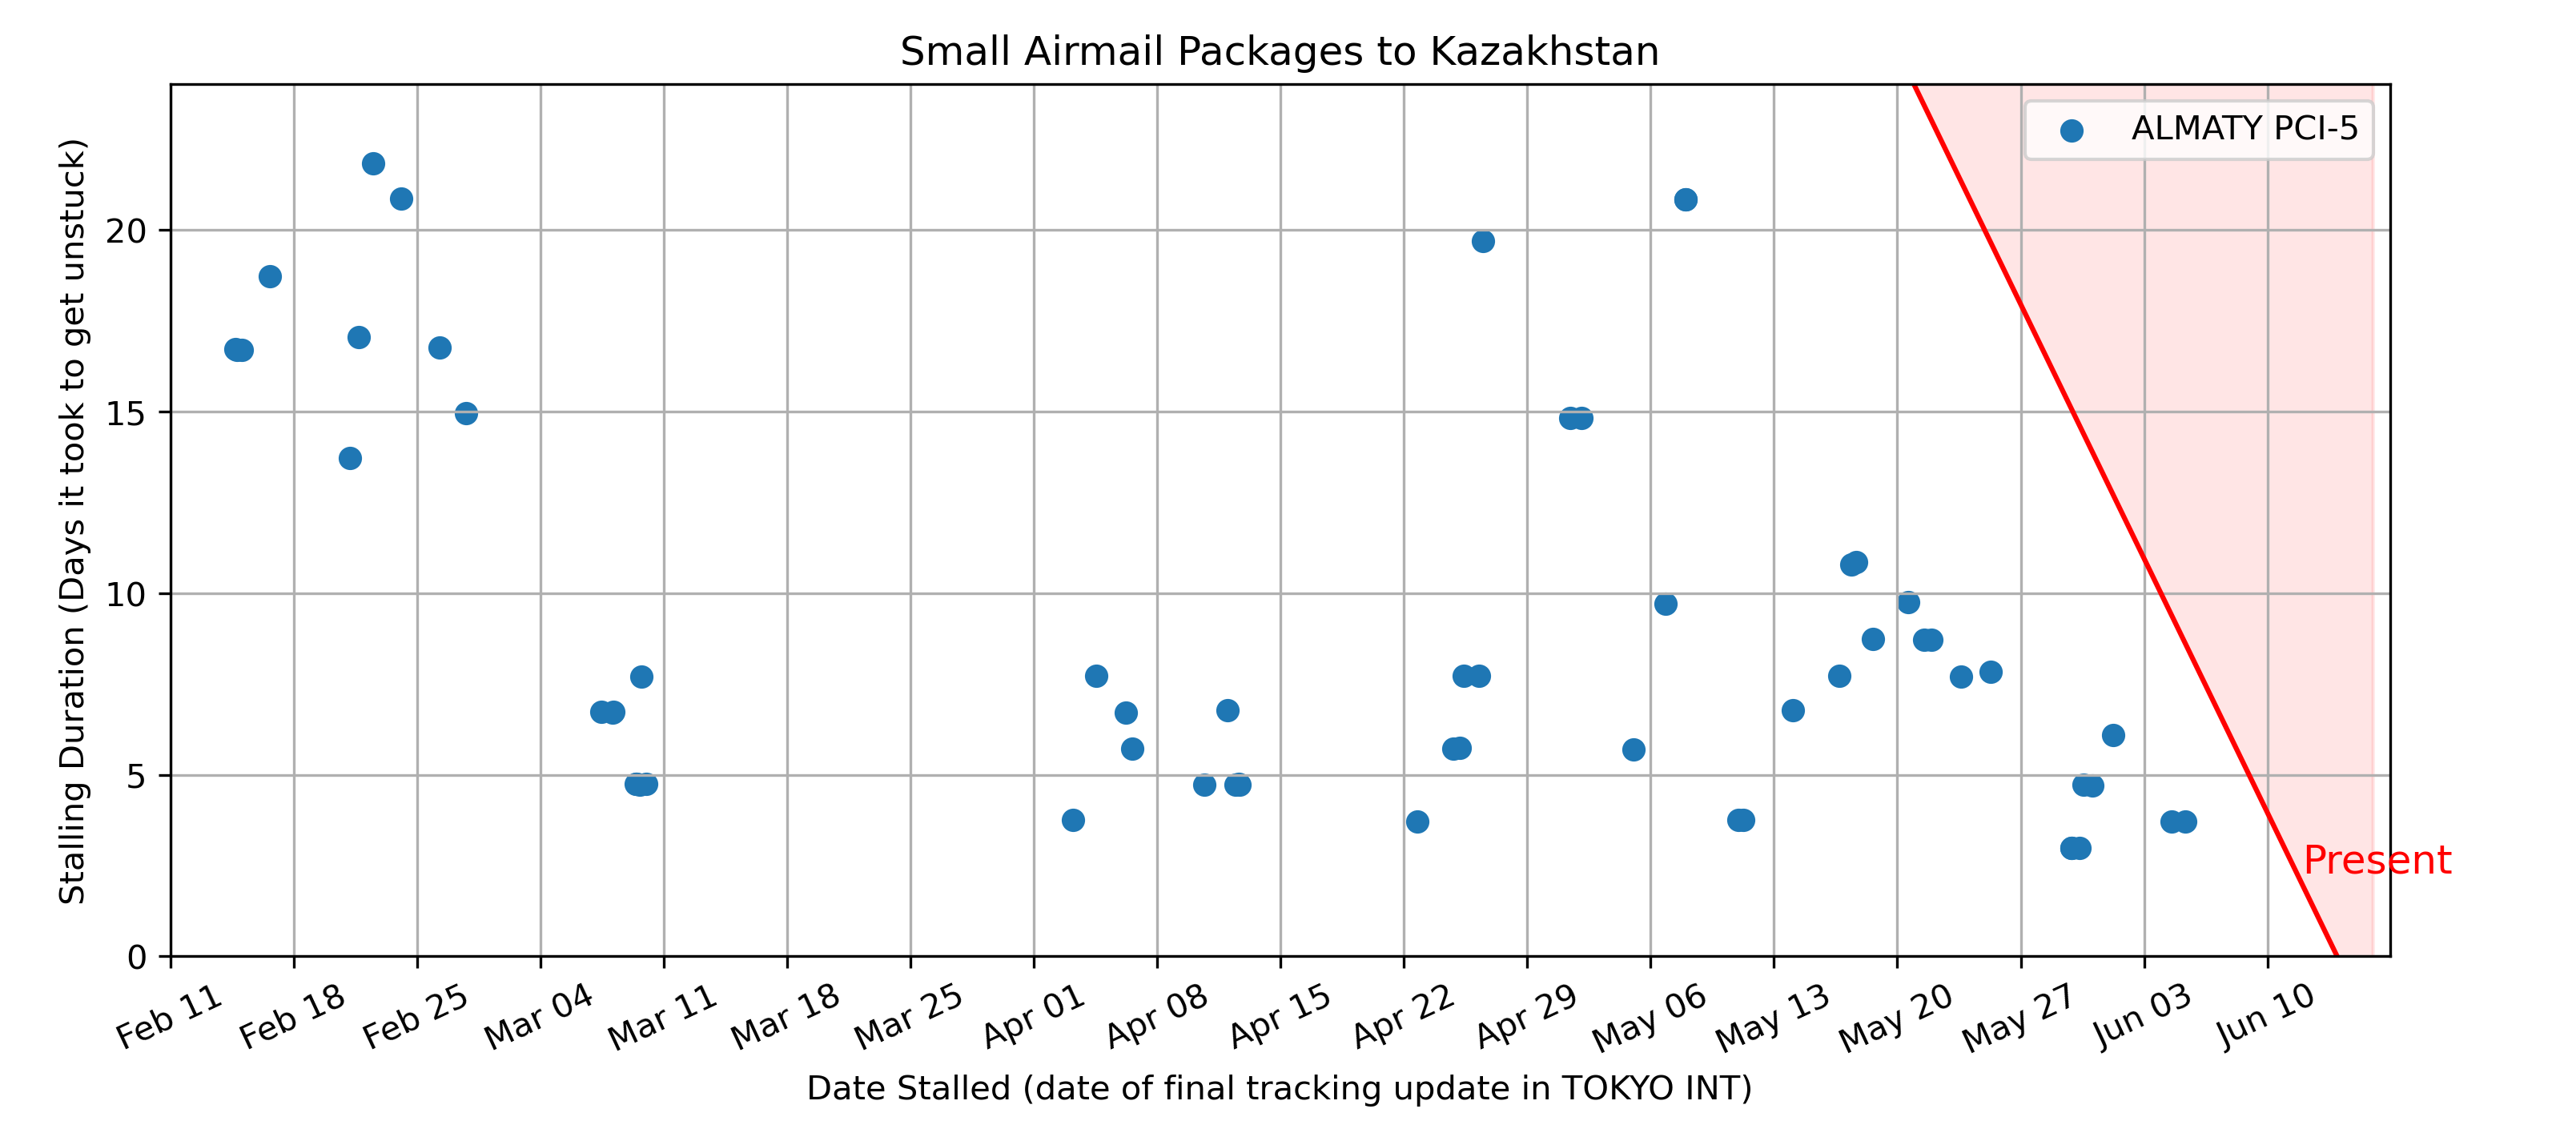 Small Airmail Packages to Kazakhstan
ALMATY PCI-5
Stalling Duration (Days it took to get unstuck)
20
15
10
5
0
Present
Feb 11
Feb 18
Feb 25
Mar 04
Mar 11
Mar 18
Mar 25
Apr 01
Apr 08
Apr 15
Apr 22
Apr 29
May 06
May 13
May 20
May 27
Jun 03
Jun 10
Date Stalled (date of final tracking update in TOKYO INT)